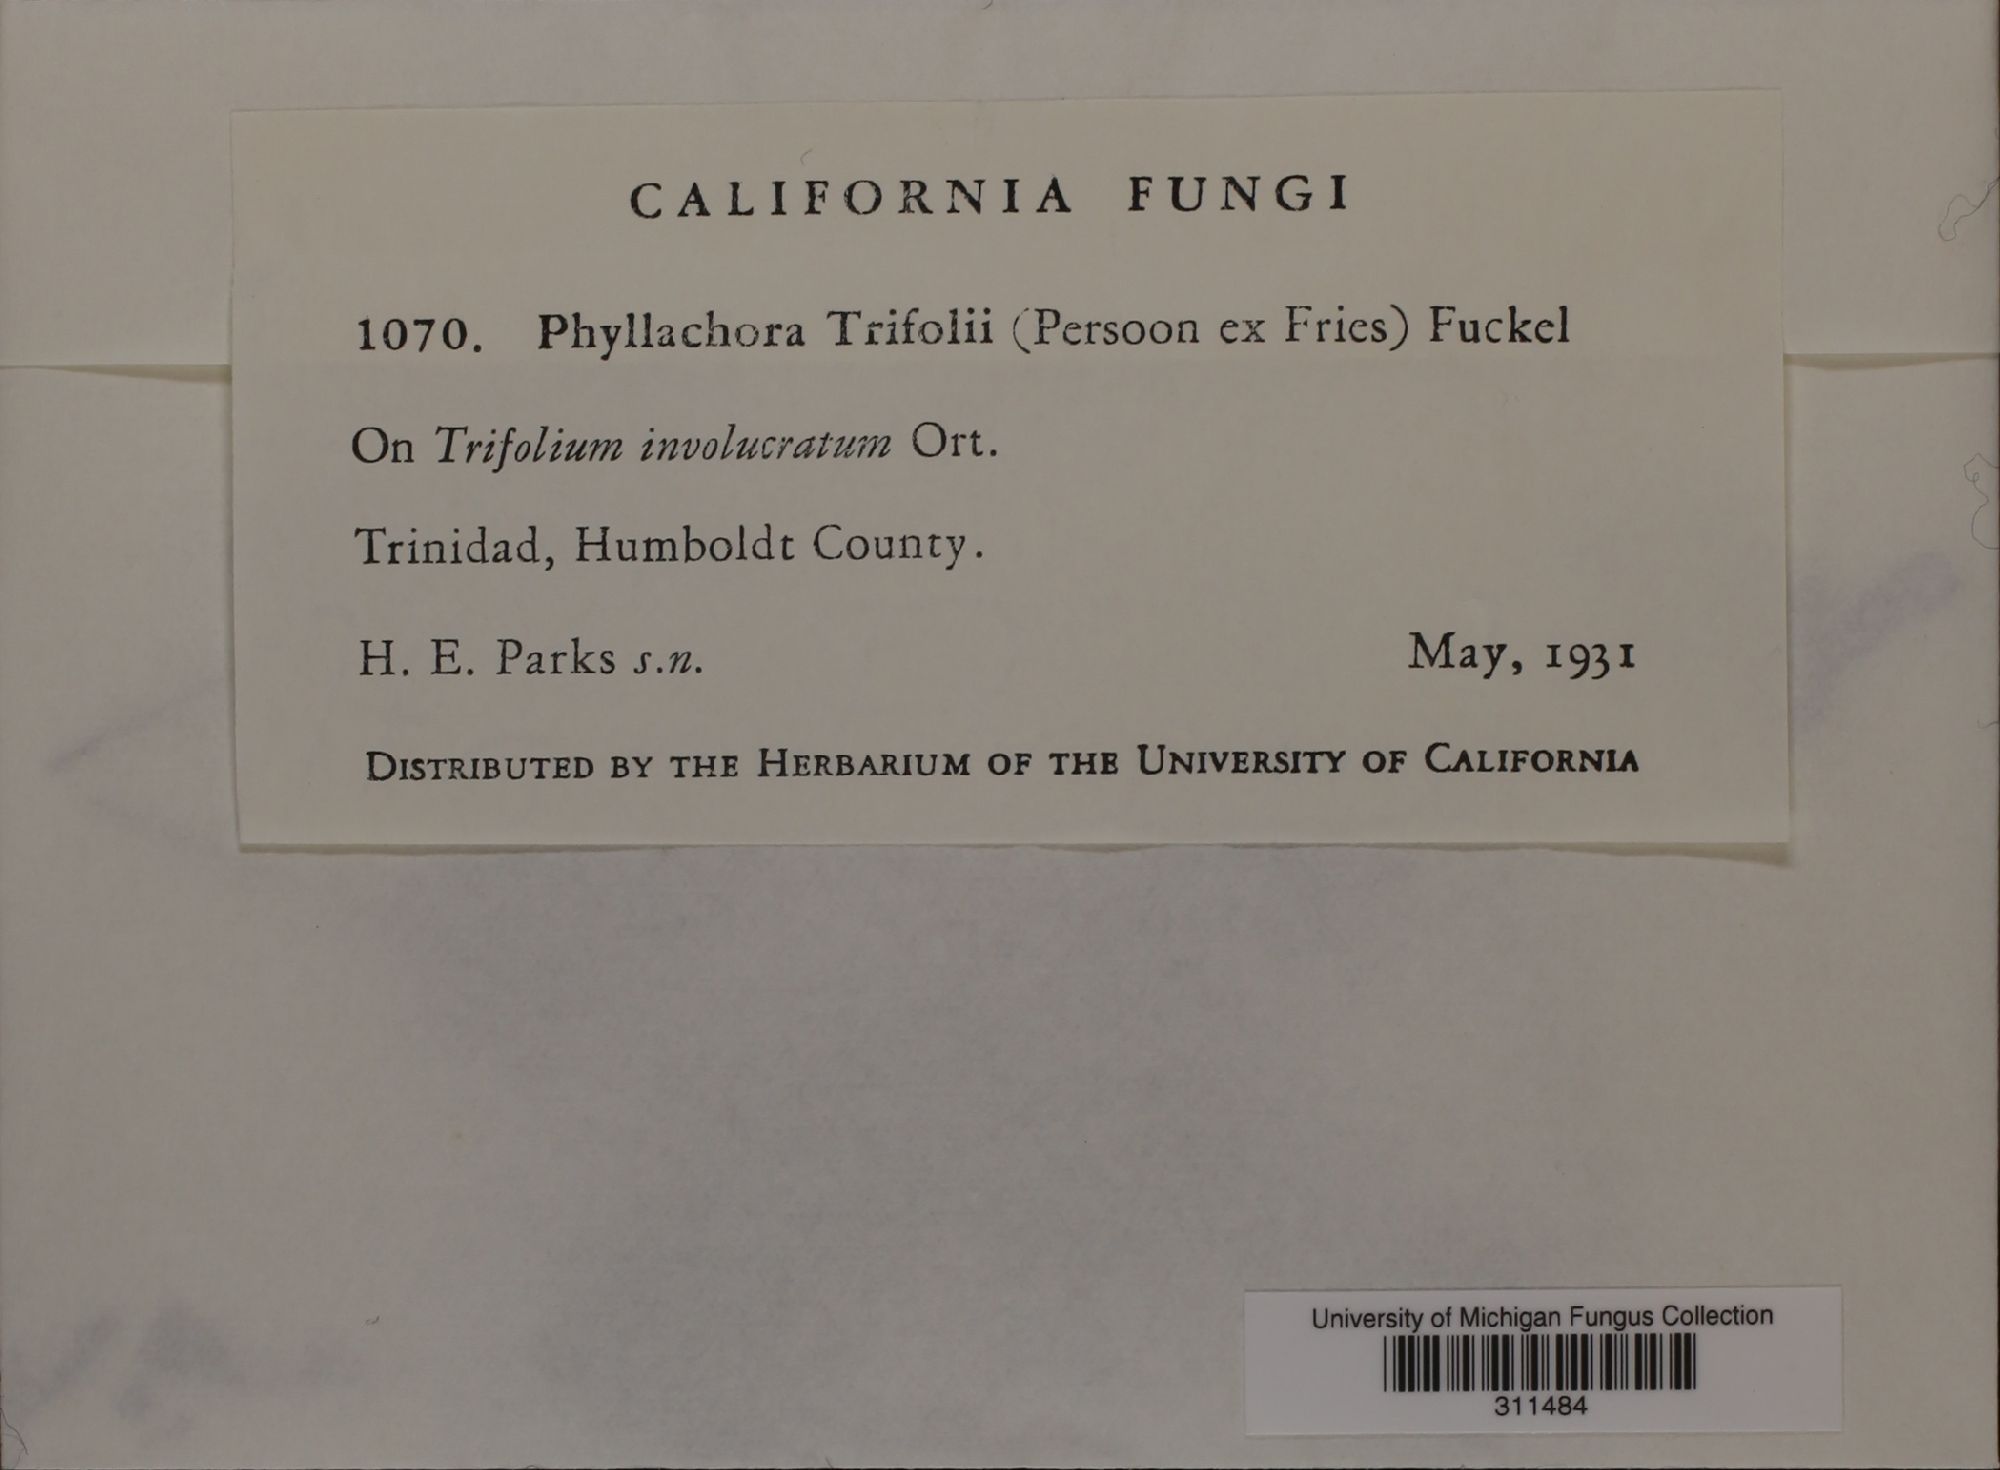 CALIFORNIA FUNGI
1070. Phyllachora Trifolii (Persoon ex Fries) Fuckel
On Trifolium involucratum Ort.
Trinidad, Humboldt County.
H. E. Parks s.n. May, 1931
DISTRIBUTED BY THE HERBARIUM OF THE UNIVERSITY OF CALIFORNIA
University of Michigan Fungus Collection
311484